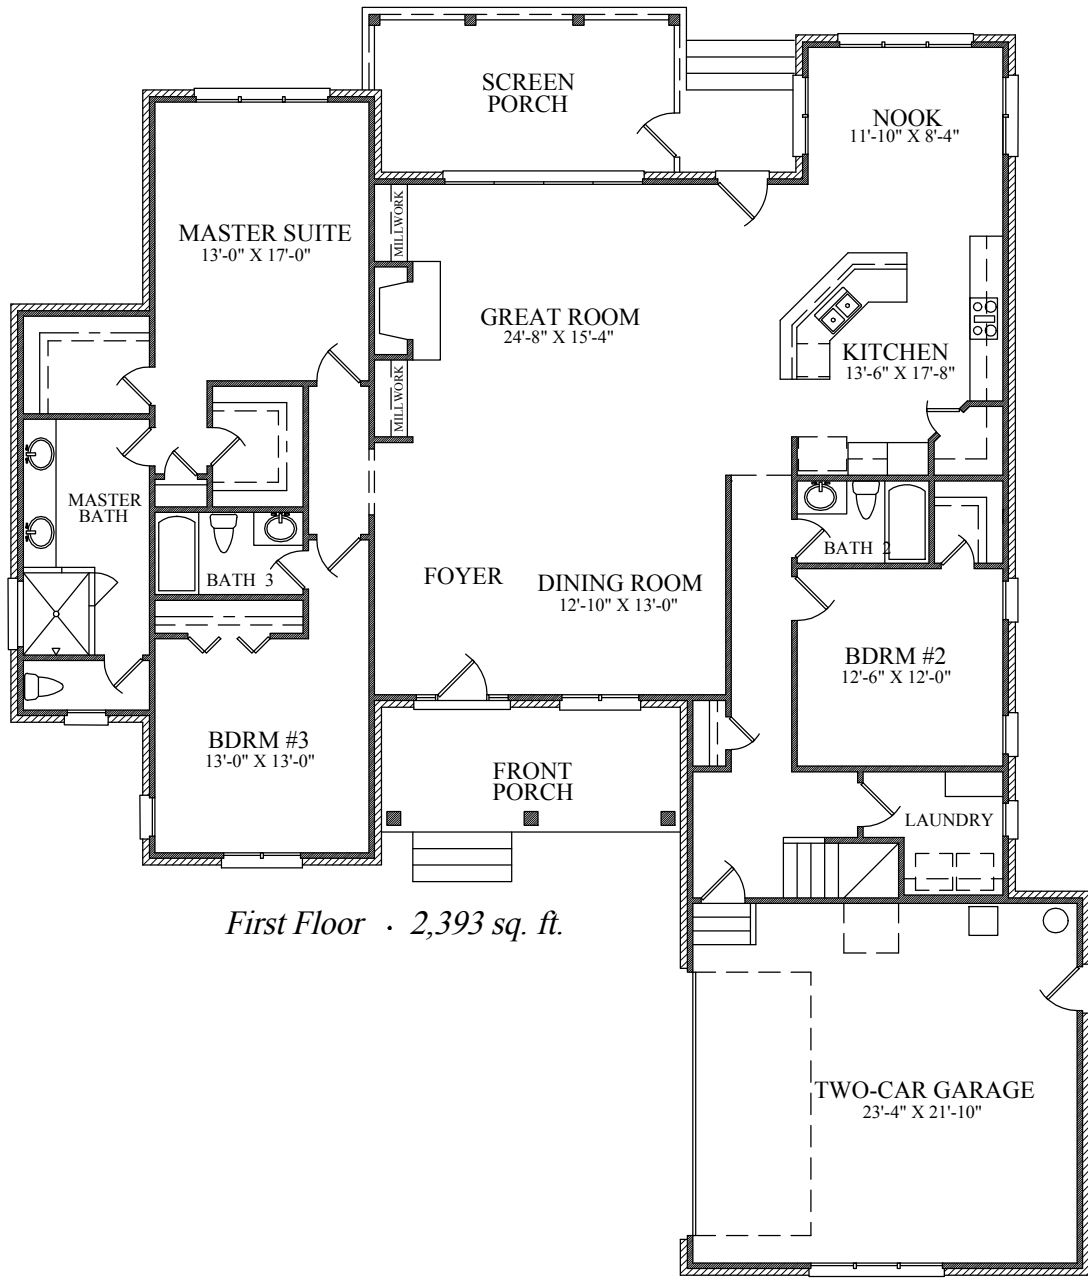 SCREEN
PORCH
NOOK
11'-10" X 8'-4"
MASTER SUITE
13'-0" X 17'-0"
MILLWORK
GREAT ROOM
24'-8" X 15'-4"
KITCHEN
13'-6" X 17'-8"
MILLWORK
MASTER
BATH
BATH 3
BATH 2
FOYER
DINING ROOM
12'-10" X 13'-0"
BDRM #2
12'-6" X 12'-0"
BDRM #3
13'-0" X 13'-0"
FRONT
PORCH
LAUNDRY
First Floor · 2,393 sq. ft.
TWO-CAR GARAGE
23'-4" X 21'-10"